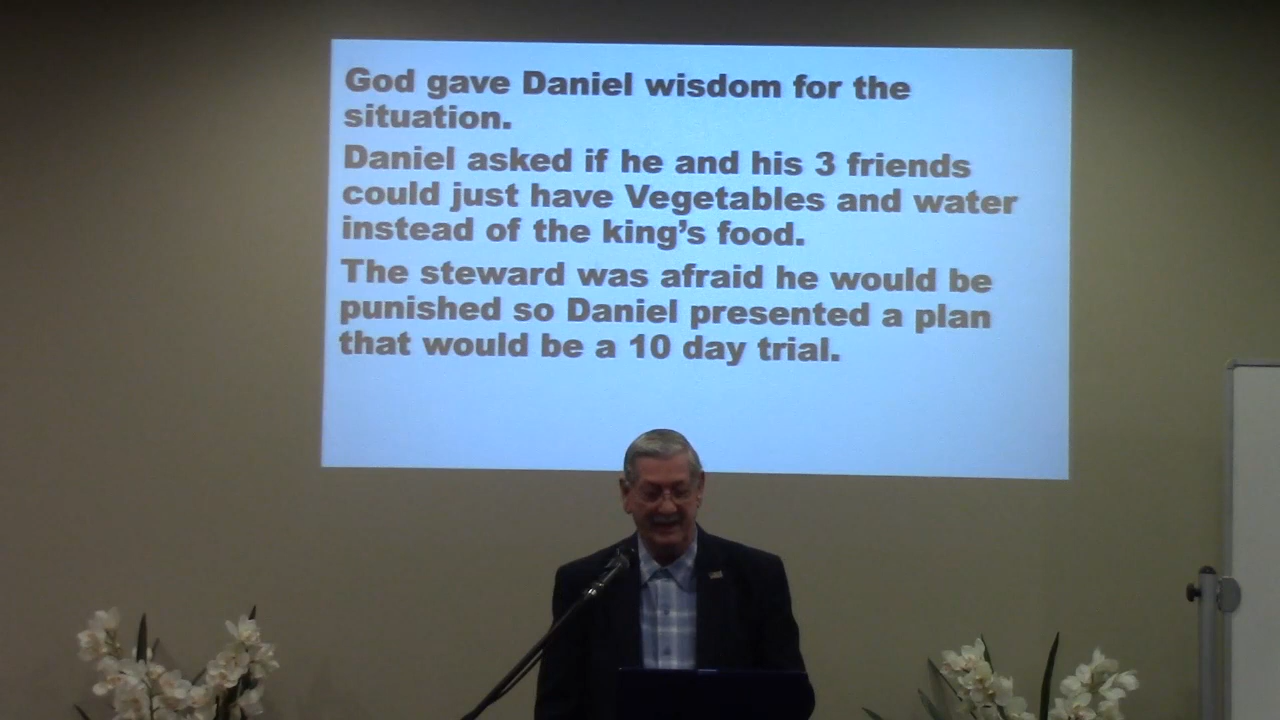 God gave Daniel wisdom for the
situation.
Daniel asked if he and his 3 friends
could just have Vegetables and water
instead of the king’s food.
The steward was afraid he would be
punished so Daniel presented a plan
that would be a 10 day trial.